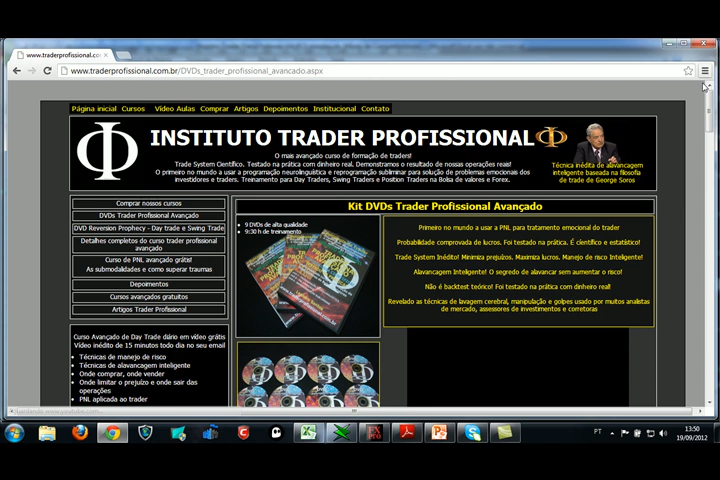 www.traderprofissional.co
www.traderprofissional.com.br/DVDs_trader_profissional_avancado.aspx
Página inicial Cursos Vídeo Aulas Comprar Artigos Depoimentos Instituto Contato
INSTITUTO TRADER PROFISSIONAL
O mais avançado curso de formação de traders!
Trade System Científico. Testado na prática com dinheiro real. Demonstramos o resultado de nossas operações reais!
O primeiro no mundo a usar a programação neurolinguística e reprogramação subliminar para solução de problemas emocionais dos
investidores e traders. Treinamento para Day Traders, Swing Traders e Position Traders na Bolsa de valores e Forex.
Técnica inédita de alavancagem
inteligente baseada na filosofia
de trade de George Soros
Comprar nossos cursos
DVDs Trader Profissional Avançado
DVD Reversion Prophecy - Day trade e Swing Trade
Detalhes completos do curso trader profissional
avançado
Curso de PNL avançado grátis!
As submodalidades e como superar traumas
Depoimentos
Cursos avançados gratuitos
Artigos Trader Profissional
Curso Avançado de Day Trade diário em vídeo grátis
Vídeo inédito de 15 minutos todo dia no seu email
Técnicas de manejo de risco
Técnicas de alavancagem inteligente
Onde comprar, onde vender
Onde limitar o prejuízo e onde sair das
operações
PNL aplicada ao trader
Kit DVDs Trader Profissional Avançado
9 DVDs de alta qualidade
9:30 h de treinamento
Primeiro no mundo a usar a PNL para tratamento emocional do trader
Probabilidade comprovada de lucros. Foi testado na prática. É científico e estatístico!
Trade System Inédito! Minimiza prejuízos. Maximiza lucros. Manejo de risco Inteligente!
Alavancagem Inteligente! O segredo de alavancar sem aumentar o risco!
Não é backtest teórico! Foi testado na prática com dinheiro real!
Revelado as técnicas de lavagem cerebral, manipulação e golpes usado por muitos analistas
de mercado, assessores de investimentos e corretoras
PT
13:50
19/09/2012